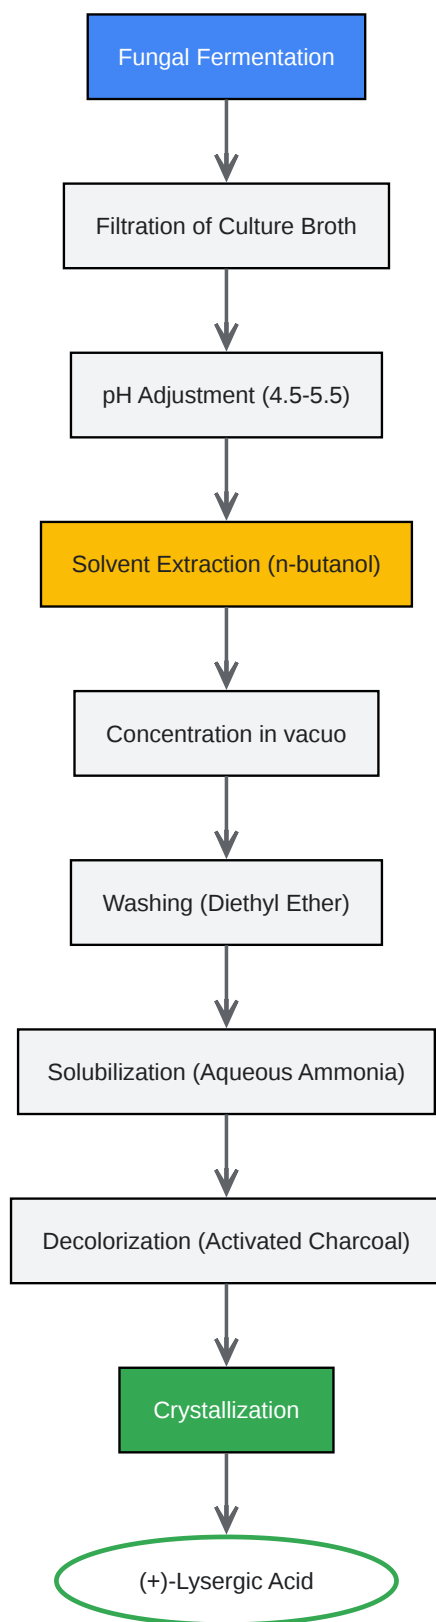 Fungal Fermentation
Filtration of Culture Broth
pH Adjustment (4.5-5.5)
Solvent Extraction (n-butanol)
Concentration in vacuo
Washing (Diethyl Ether)
Solubilization (Aqueous Ammonia)
Decolorization (Activated Charcoal)
Crystallization
(+)-Lysergic Acid